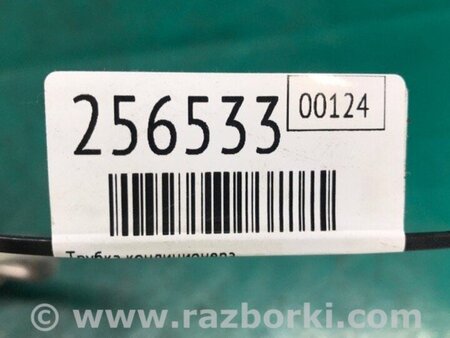 256533
00124
Трубка кондиционера
© www.razborki.com